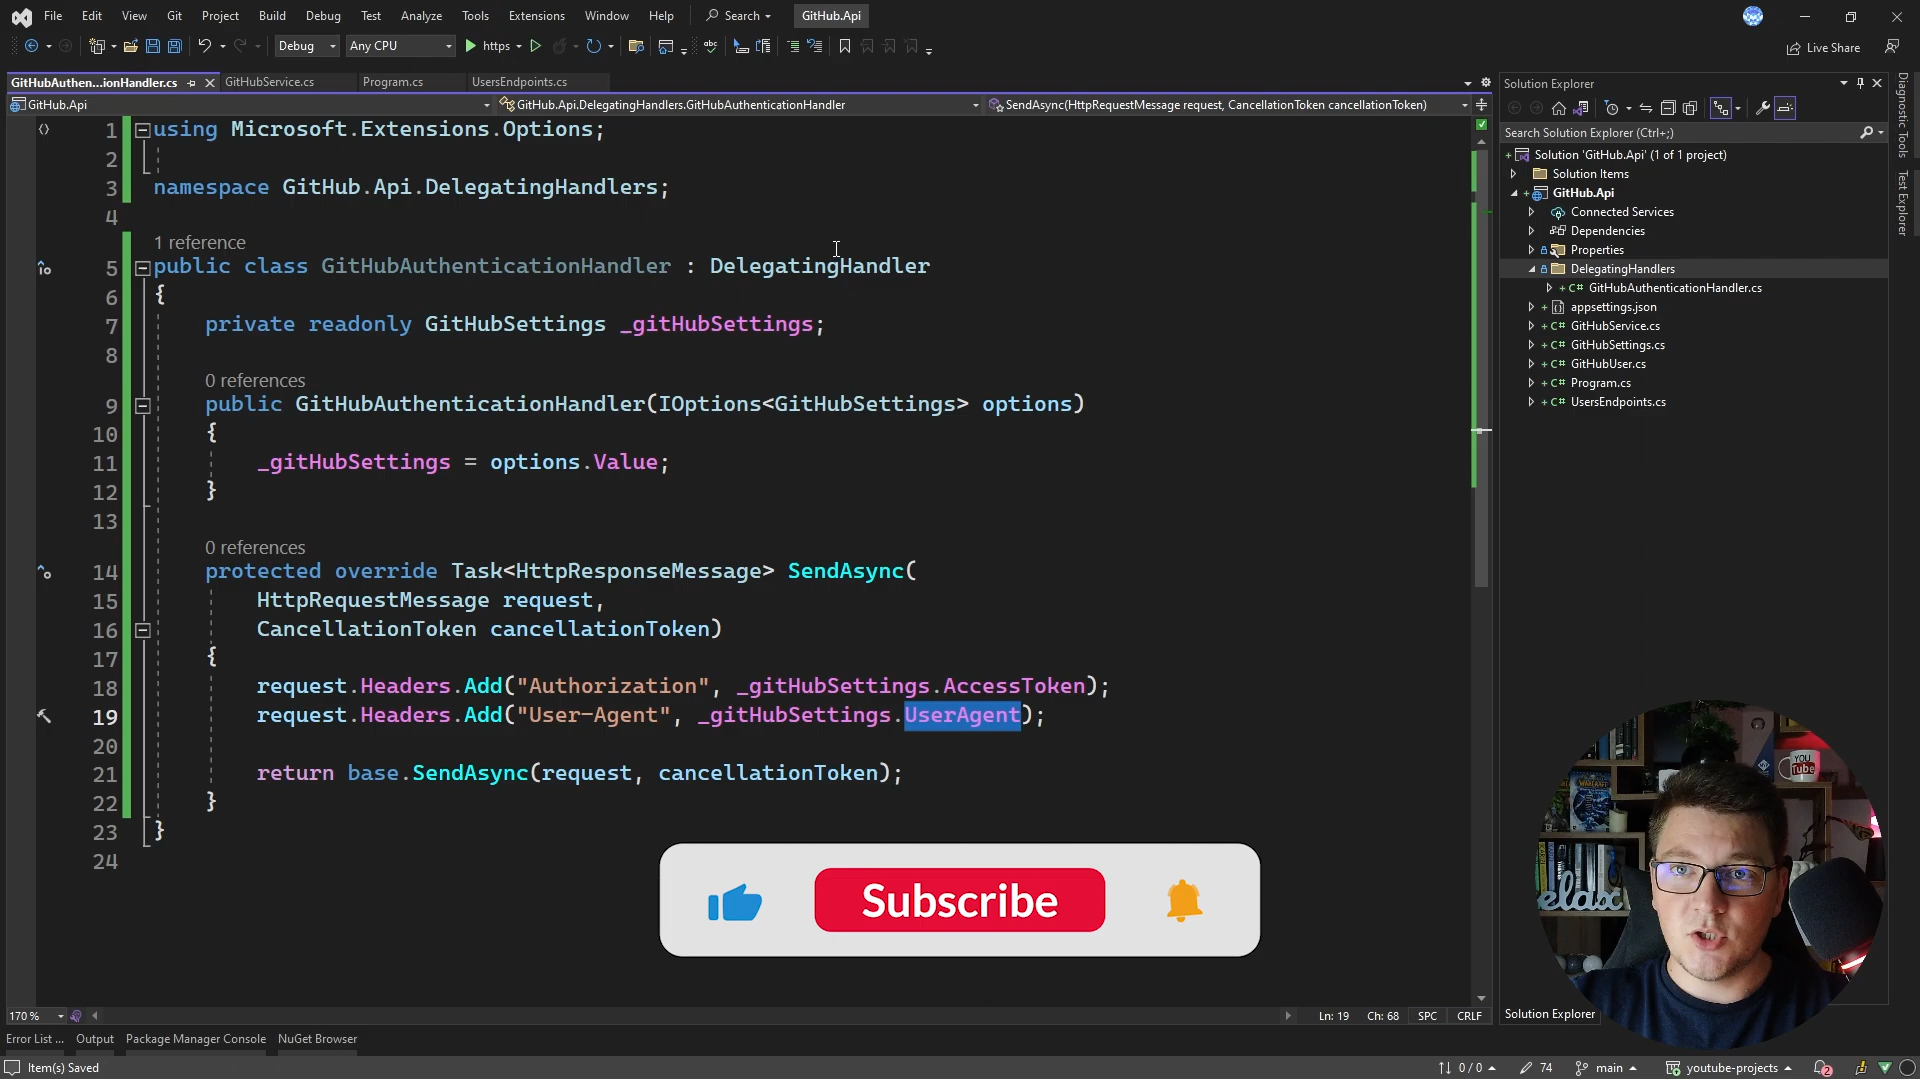 File Edit View Git Project Build Debug Test Analyze Tools Extensions Window Help Search GitHub.Api
Debug Any CPU https Live Share
GitHubAuthen...ionHandler.cs GitHubService.cs Program.cs UsersEndpoints.cs
GitHub.Api GitHub.Api.DelegatingHandlers.GitHubAuthenticationHandler SendAsync(HttpRequestMessage request, CancellationToken cancellationToken)
1 using Microsoft.Extensions.Options;
2
3 namespace GitHub.Api.DelegatingHandlers;
4
1 reference
5 public class GitHubAuthenticationHandler : DelegatingHandler
6 {
7 private readonly GitHubSettings _gitHubSettings;
8
0 references
9 public GitHubAuthenticationHandler(IOptions<GitHubSettings> options)
10 {
11 _gitHubSettings = options.Value;
12 }
13
0 references
14 protected override Task<HttpResponseMessage> SendAsync(
15 HttpRequestMessage request,
16 CancellationToken cancellationToken)
17 {
18 request.Headers.Add("Authorization", _gitHubSettings.AccessToken);
19 request.Headers.Add("User-Agent", _gitHubSettings.UserAgent);
20
21 return base.SendAsync(request, cancellationToken);
22 }
23 }
24
Subscribe
Solution Explorer
Search Solution Explorer (Ctrl+;)
Solution 'GitHub.Api' (1 of 1 project)
Solution Items
GitHub.Api
Connected Services
Dependencies
Properties
DelegatingHandlers
C# GitHubAuthenticationHandler.cs
appsettings.json
C# GitHubService.cs
C# GitHubSettings.cs
C# GitHubUser.cs
C# Program.cs
C# UsersEndpoints.cs
Diagnostic Tools
Test Explorer
YOU
Tube
elax
170 % Ln: 19 Ch: 68 SPC CRLF
Solution Explorer
Error List ... Output Package Manager Console NuGet Browser
Item(s) Saved 0 / 0 74 main youtube-projects 2